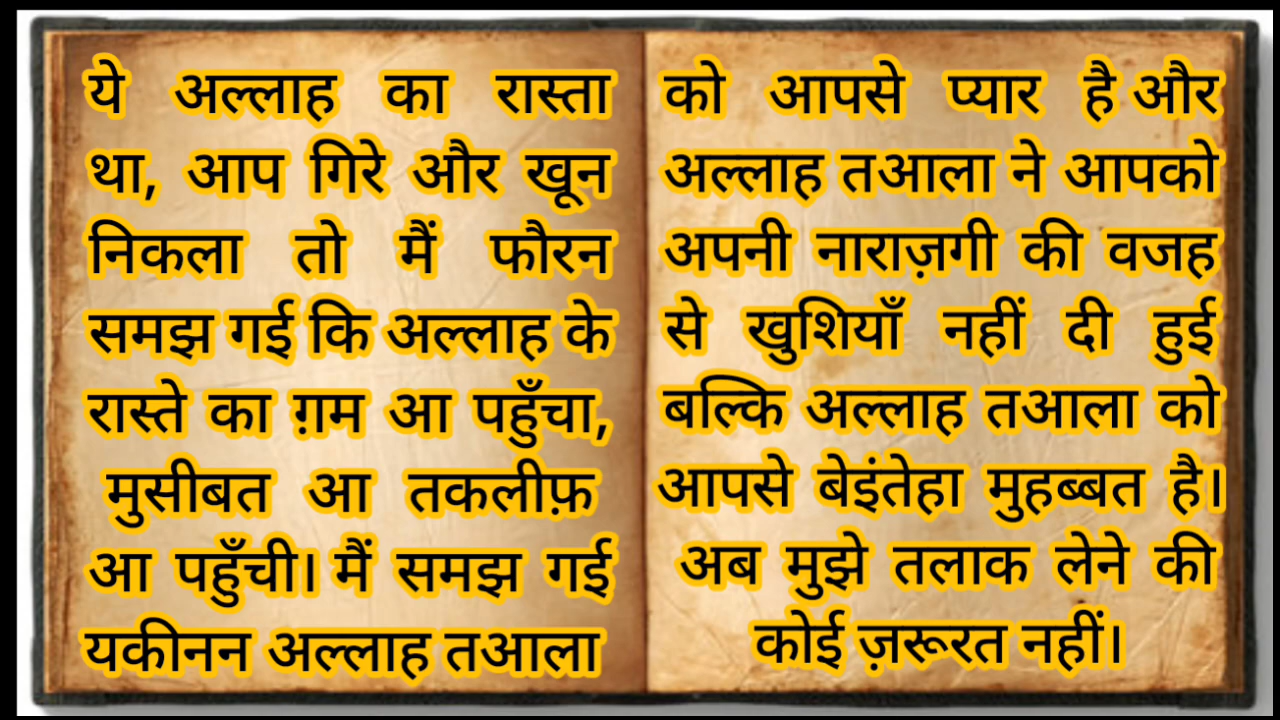 ये अल्लाह का रास्ता
था, आप गिरे और खून
निकला तो मैं फौरन
समझ गई कि अल्लाह के
रास्ते का ग़म आ पहुँचा,
मुसीबत आ तकलीफ़
आ पहुँची। मैं समझ गई
यकीनन अल्लाह तआला
को आपसे प्यार है और
अल्लाह तआला ने आपको
अपनी नाराज़गी की वजह
से खुशियाँ नहीं दी हुई
बल्कि अल्लाह तआला को
आपसे बेइंतेहा मुहब्बत है।
अब मुझे तलाक लेने की
कोई ज़रूरत नहीं।